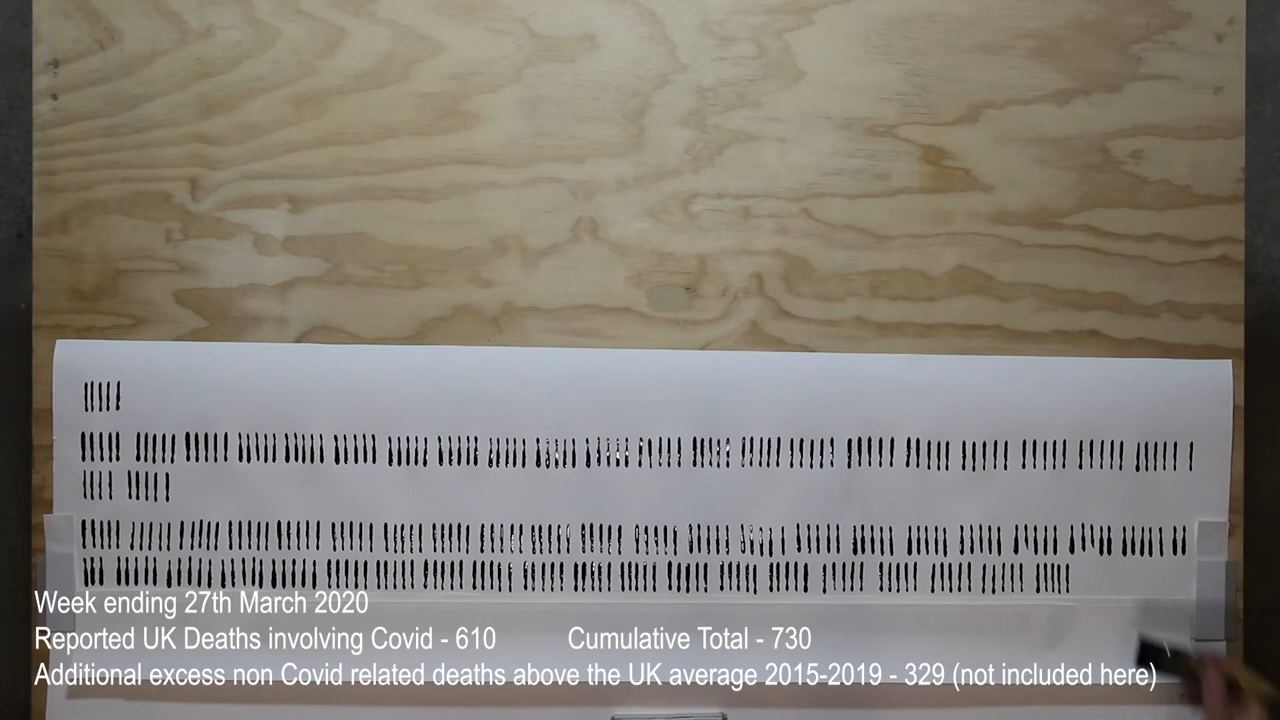 Week ending 27th March 2020
Reported UK Deaths involving Covid - 610 Cumulative Total - 730
Additional excess non Covid related deaths above the UK average 2015-2019 - 329 (not included here)